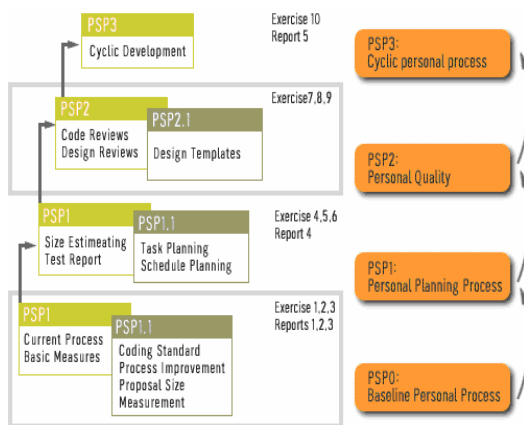 PSP3
Cyclic Development
Exercise 10
Report 5
PSP3:
Cyclic personal process
PSP2
Code Reviews
Design Reviews
PSP2.1
Design Templates
Exercise7,8,9
PSP2:
Personal Quality
PSP1
Size Estimeating
Test Report
PSP1.1
Task Planning
Schedule Planning
Exercise 4,5,6
Report 4
PSP1:
Personal Planning Process
PSP1
Current Process
Basic Measures
PSP1.1
Coding Standard
Process Improvement
Proposal Size
Measurement
Exercise 1,2,3
Reports 1,2,3
PSP0:
Baseline Personal Process